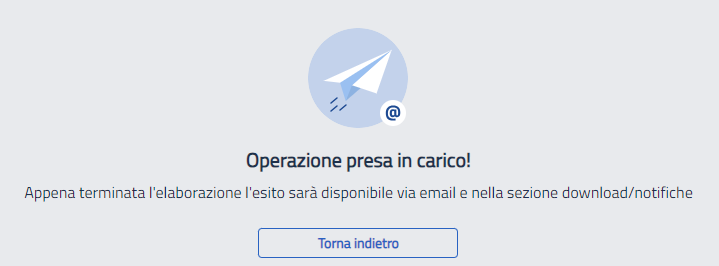 @
Operazione presa in carico!
Appena terminata l'elaborazione l'esito sarà disponibile via email e nella sezione download/notifiche
Torna indietro